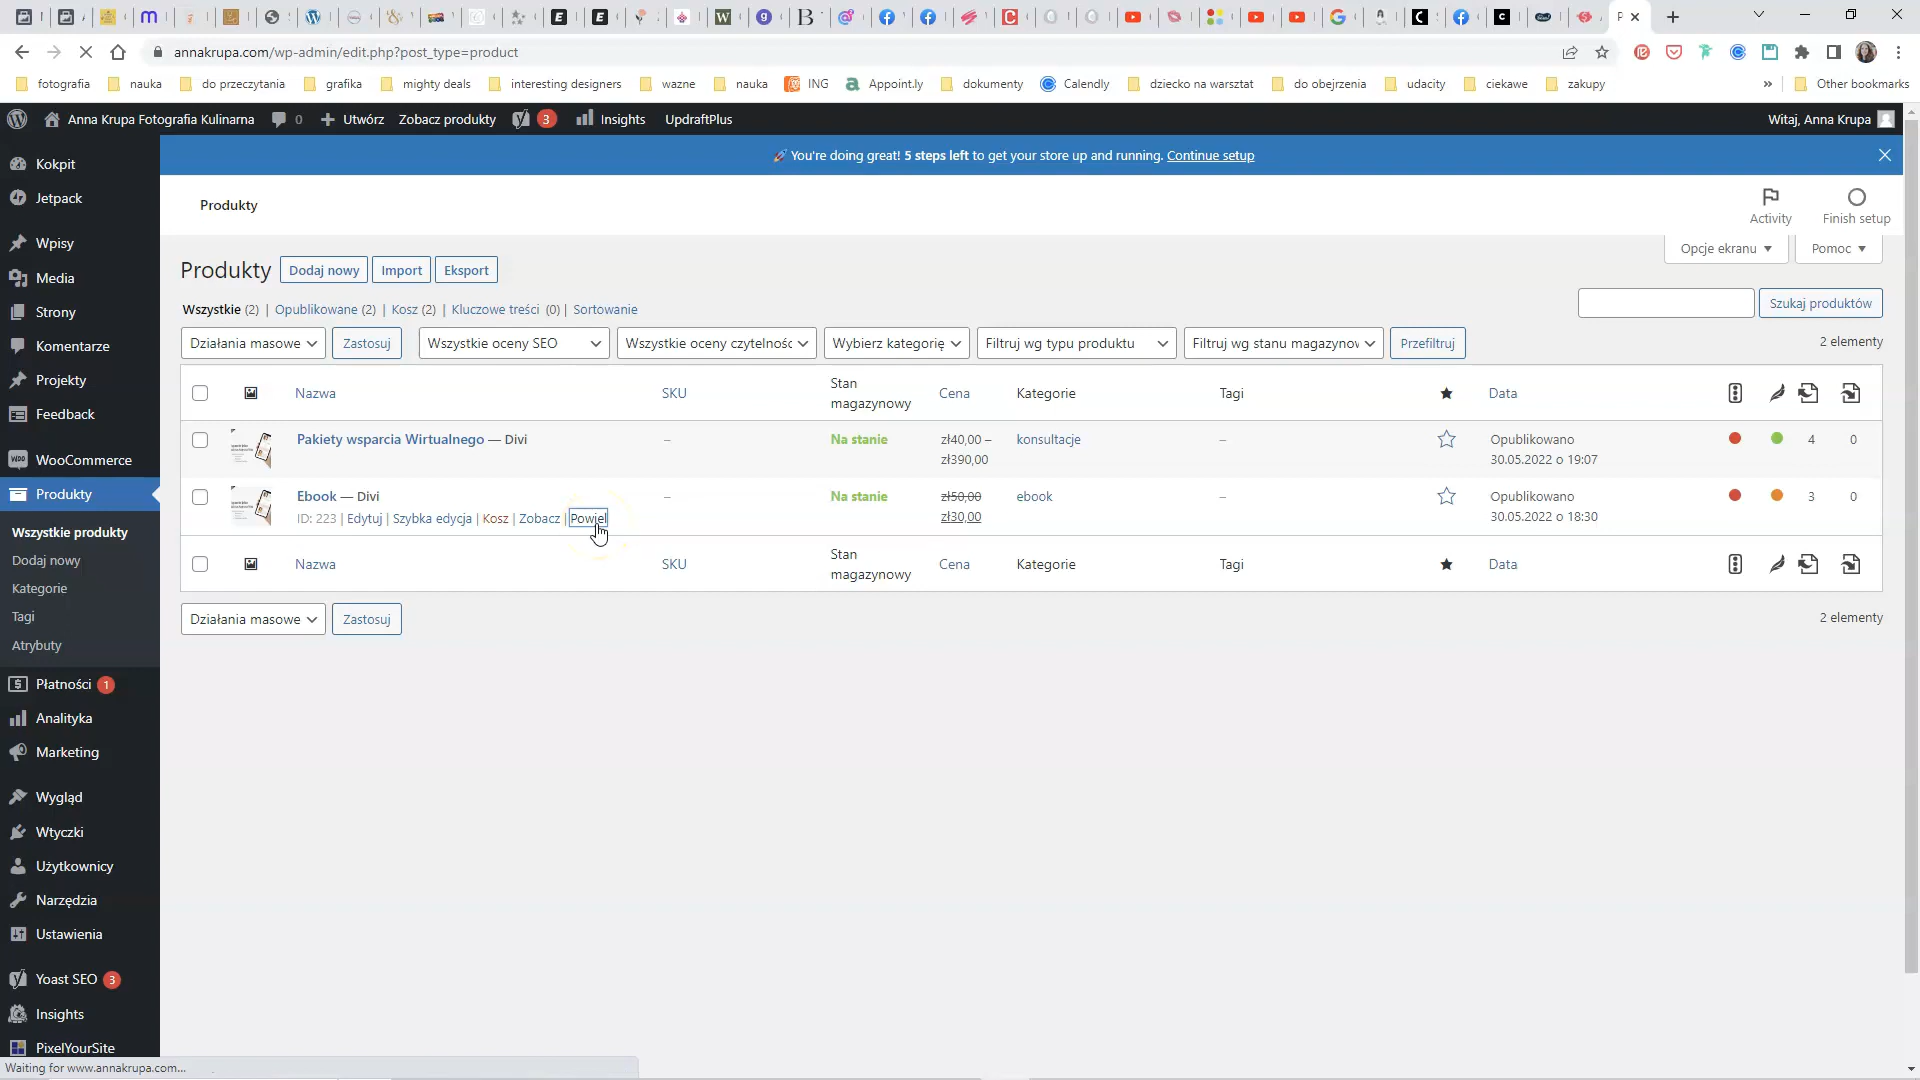 annakrupa.com/wp-admin/edit.php?post_type=product
fotografia nauka do przeczytania grafika mighty deals interesting designers wazne nauka ING Appoint.ly dokumenty Calendly dziecko na warsztat do obejrzenia udacity ciekawe zakupy » Other bookmarks
Anna Krupa Fotografia Kulinarna 0 Utwórz Zobacz produkty 3 Insights UpdraftPlus Witaj, Anna Krupa
🚀 You're doing great! 5 steps left to get your store up and running. Continue setup
Produkty
Activity Finish setup
Opcje ekranu Pomoc
Produkty Dodaj nowy Import Eksport
Wszystkie (2) | Opublikowane (2) | Kosz (2) | Kluczowe treści (0) | Sortowanie
Szukaj produktów
Działania masowe Zastosuj Wszystkie oceny SEO Wszystkie oceny czytelnośc Wybierz kategorię Filtruj wg typu produktu Filtruj wg stanu magazynov Przefiltruj 2 elementy
Nazwa SKU Stan magazynowy Cena Kategorie Tagi Data
Pakiety wsparcia Wirtualnego — Divi – Na stanie zł40,00 – konsultacje – Opublikowano 4 0
zł390,00 30.05.2022 o 19:07
Ebook — Divi – Na stanie zł50,00 ebook – Opublikowano 3 0
ID: 223 | Edytuj | Szybka edycja | Kosz | Zobacz | Powiel zł30,00 30.05.2022 o 18:30
Nazwa SKU Stan magazynowy Cena Kategorie Tagi Data
Działania masowe Zastosuj 2 elementy
Kokpit
Jetpack
Wpisy
Media
Strony
Komentarze
Projekty
Feedback
WooCommerce
Produkty
Wszystkie produkty
Dodaj nowy
Kategorie
Tagi
Atrybuty
Płatności 1
Analityka
Marketing
Wygląd
Wtyczki
Użytkownicy
Narzędzia
Ustawienia
Yoast SEO 3
Insights
PixelYourSite
Waiting for www.annakrupa.com...